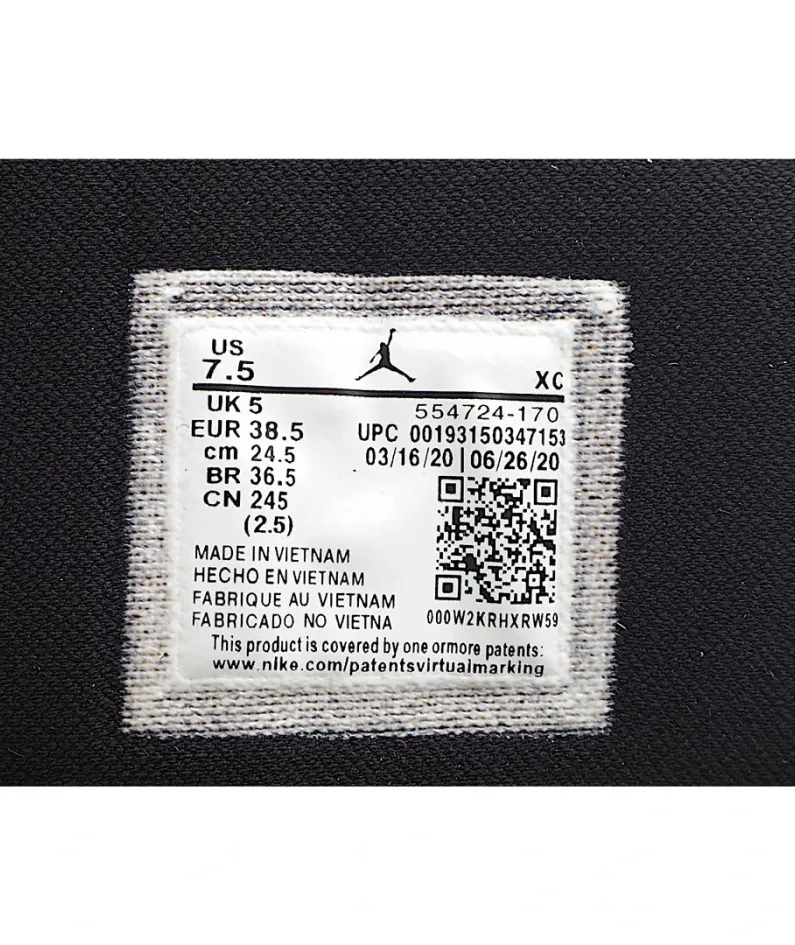 US
7.5
XC
UK 5
554724-170
EUR 38.5
UPC 00193150347153
cm 24.5
03/16/20 | 06/26/20
BR 36.5
CN 245
(2.5)
MADE IN VIETNAM
HECHO EN VIETNAM
FABRIQUE AU VIETNAM
FABRICADO NO VIETNA
000W2KRHXRW59
This product is covered by one ormore patents:
www.nike.com/patentsvirtualmarking